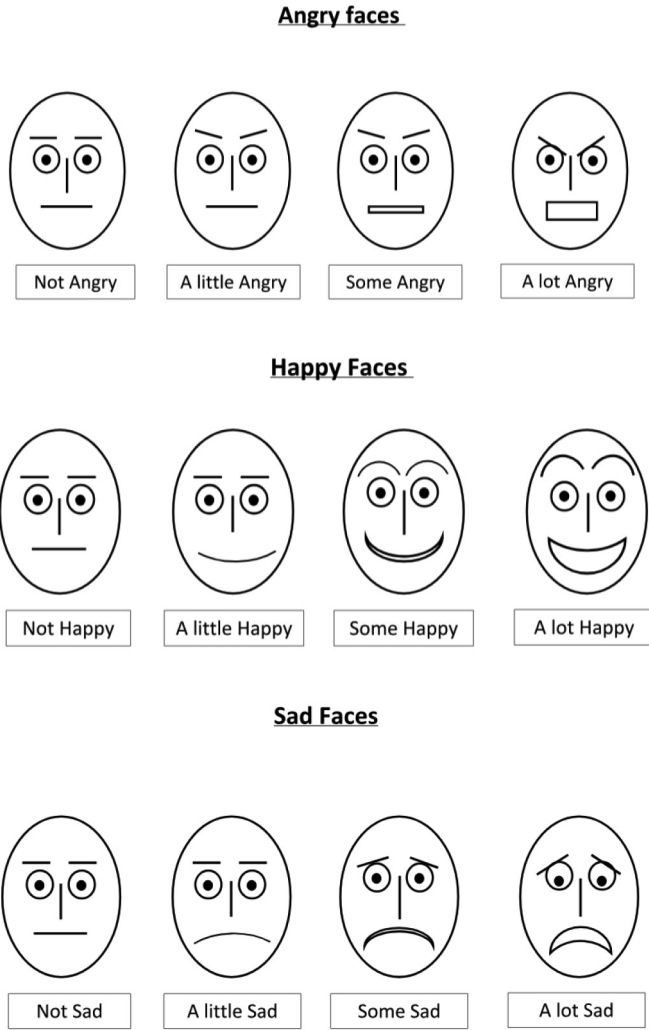 Angry faces
Not Angry
A little Angry
Some Angry
A lot Angry
Happy Faces
Not Happy
A little Happy
Some Happy
A lot Happy
Sad Faces
Not Sad
A little Sad
Some Sad
A lot Sad